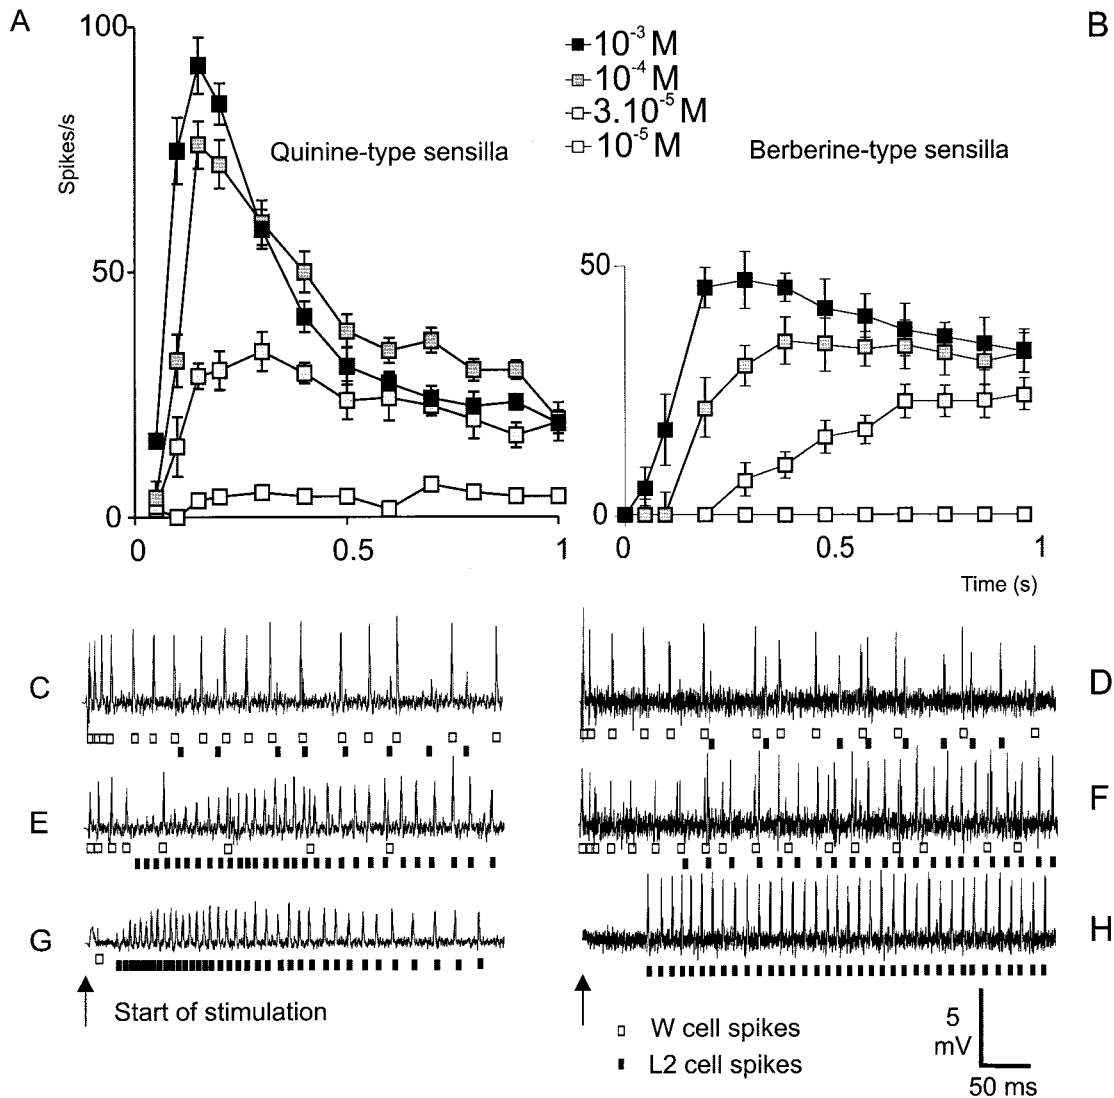 A
B
100
Spikes/s
50
0
0
0.5
1
Quinine-type sensilla
10⁻³ M
10⁻⁴ M
3.10⁻⁵ M
10⁻⁵ M
Berberine-type sensilla
50
0
0
0.5
1
Time (s)
C
D
E
F
G
H
Start of stimulation
W cell spikes
L2 cell spikes
5
mV
50 ms